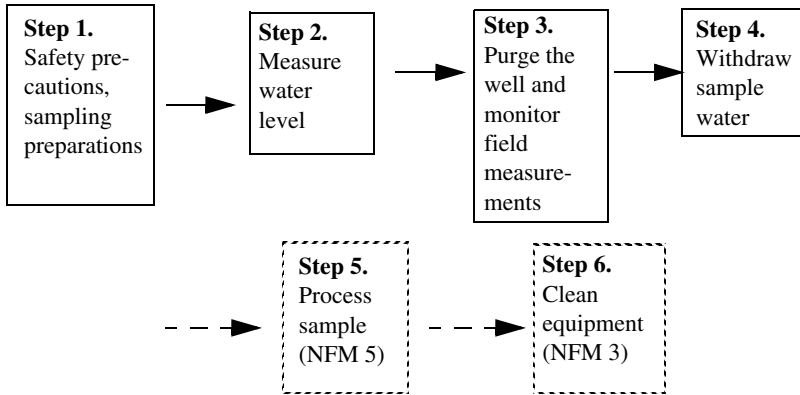 Step 1.
Safety pre-
cautions,
sampling
preparations
Step 2.
Measure
water
level
Step 3.
Purge the
well and
monitor
field
measure-
ments
Step 4.
Withdraw
sample
water
Step 5.
Process
sample
(NFM 5)
Step 6.
Clean
equipment
(NFM 3)